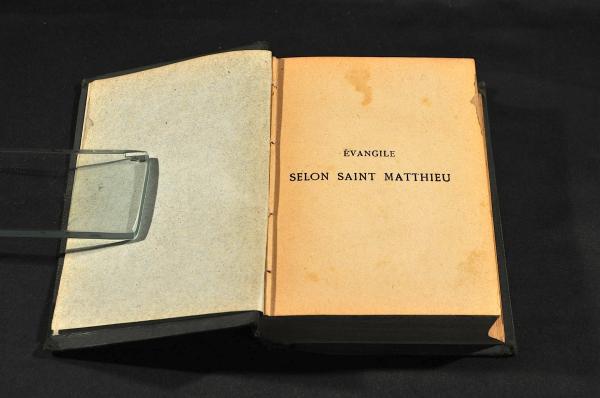 ÉVANGILE
SELON SAINT MATTHIEU